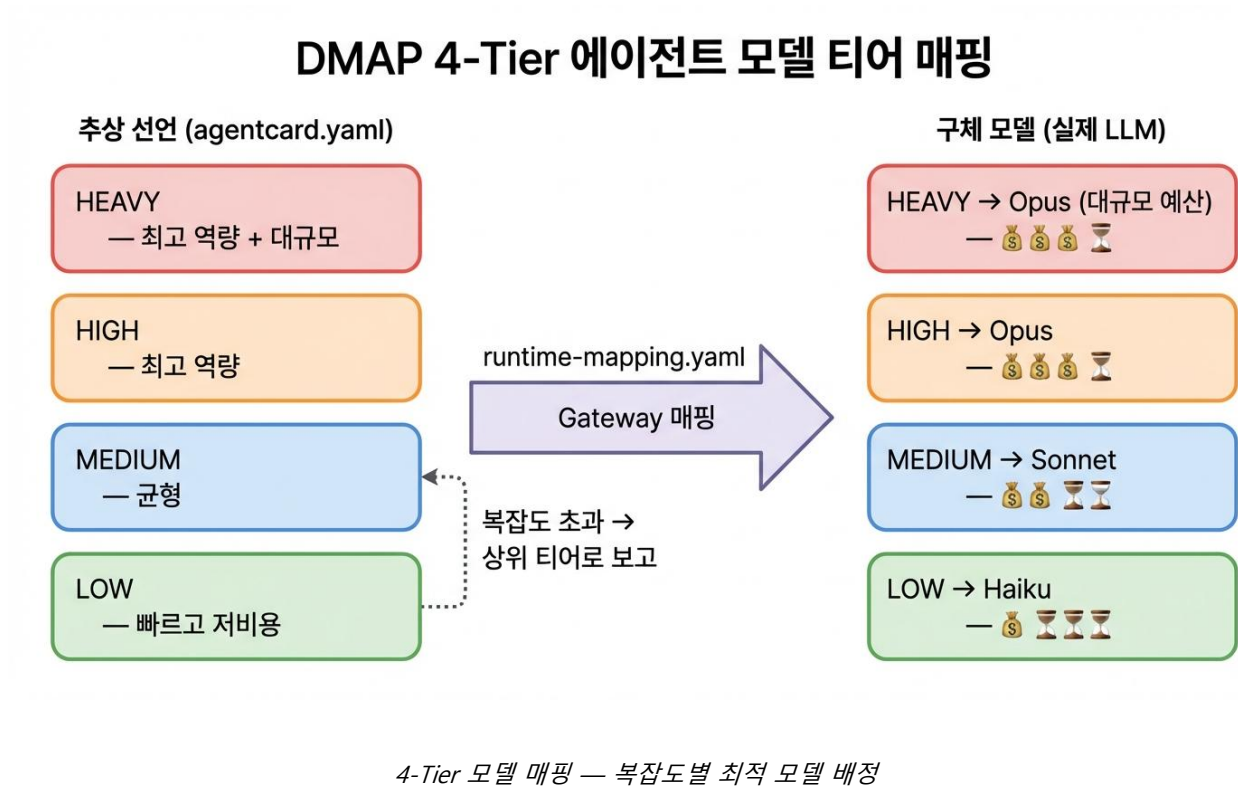 DMAP 4-Tier 에이전트 모델 티어 매핑
추상 선언 (agentcard.yaml)
HEAVY
— 최고 역량 + 대규모
HIGH
— 최고 역량
MEDIUM
— 균형
LOW
— 빠르고 저비용
runtime-mapping.yaml
Gateway 매핑
복잡도 초과 →
상위 티어로 보고
구체 모델 (실제 LLM)
HEAVY → Opus (대규모 예산)
— 💰💰💰 ⏳
HIGH → Opus
— 💰💰💰 ⏳
MEDIUM → Sonnet
— 💰💰 ⏳⏳
LOW → Haiku
— 💰 ⏳⏳⏳
4-Tier 모델 매핑 — 복잡도별 최적 모델 배정